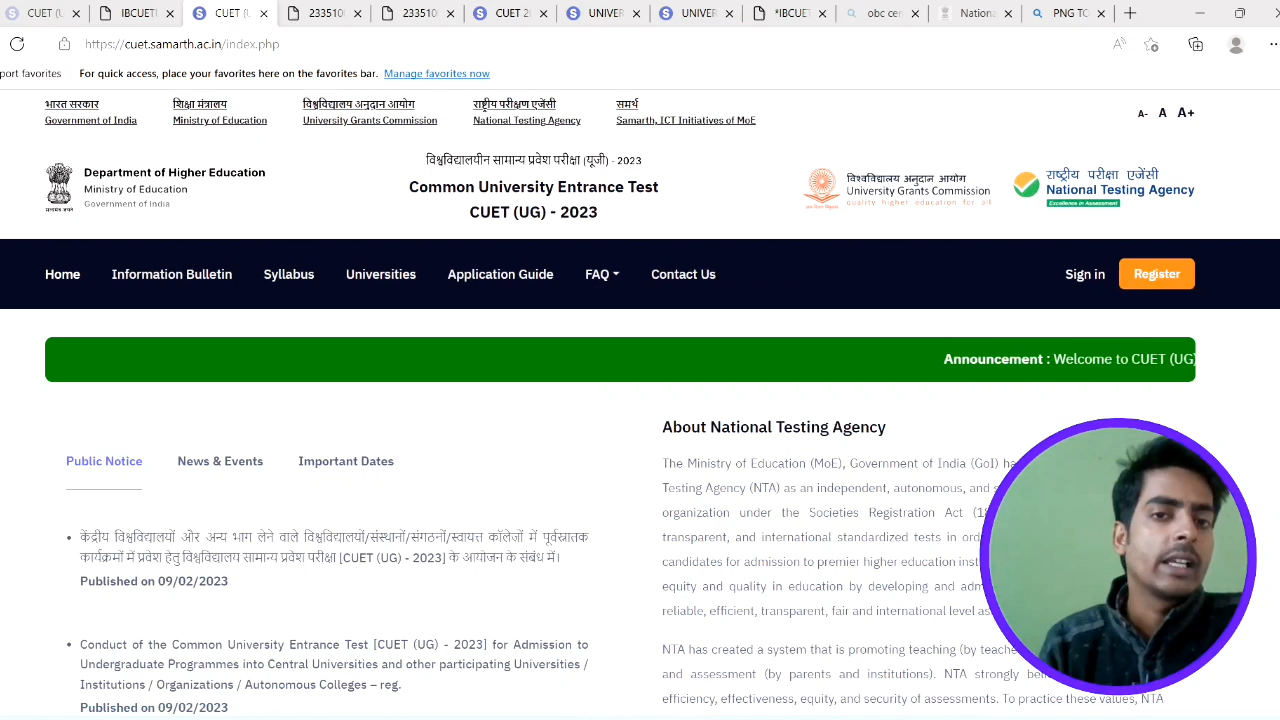 CUET (U
IBCUETI
CUET (U
233510
233510
CUET 2
UNIVER
UNIVER
*IBCUET
obc cer
Nationa
PNG TO
https://cuet.samarth.ac.in/index.php
port favorites For quick access, place your favorites here on the favorites bar. Manage favorites now
भारत सरकार
Government of India
शिक्षा मंत्रालय
Ministry of Education
विश्वविद्यालय अनुदान आयोग
University Grants Commission
राष्ट्रीय परीक्षण एजेंसी
National Testing Agency
समर्थ
Samarth, ICT Initiatives of MoE
A- A A+
Department of Higher Education
Ministry of Education
Government of India
विश्वविद्यालयीन सामान्य प्रवेश परीक्षा (यूजी) - 2023
Common University Entrance Test
CUET (UG) - 2023
विश्वविद्यालय अनुदान आयोग
University Grants Commission
quality higher education for all
राष्ट्रीय परीक्षा एजेंसी
National Testing Agency
Excellence in Assessment
Home Information Bulletin Syllabus Universities Application Guide FAQ Contact Us Sign in Register
Announcement : Welcome to CUET (UG)
Public Notice News & Events Important Dates
केंद्रीय विश्वविद्यालयों और अन्य भाग लेने वाले विश्वविद्यालयों/संस्थानों/संगठनों/स्वायत्त कॉलेजों में पूर्वस्नातक
कार्यक्रमों में प्रवेश हेतु विश्वविद्यालय सामान्य प्रवेश परीक्षा [CUET (UG) - 2023] के आयोजन के संबंध में।
Published on 09/02/2023
Conduct of the Common University Entrance Test [CUET (UG) - 2023] for Admission to
Undergraduate Programmes into Central Universities and other participating Universities /
Institutions / Organizations / Autonomous Colleges – reg.
Published on 09/02/2023
About National Testing Agency
The Ministry of Education (MoE), Government of India (GoI) ha
Testing Agency (NTA) as an independent, autonomous, and s
organization under the Societies Registration Act (1
transparent, and international standardized tests in ord
candidates for admission to premier higher education inst
equity and quality in education by developing and adm
reliable, efficient, transparent, fair and international level as
NTA has created a system that is promoting teaching (by teache
and assessment (by parents and institutions). NTA strongly beli
efficiency, effectiveness, equity, and security of assessments. To practice these values, NTA